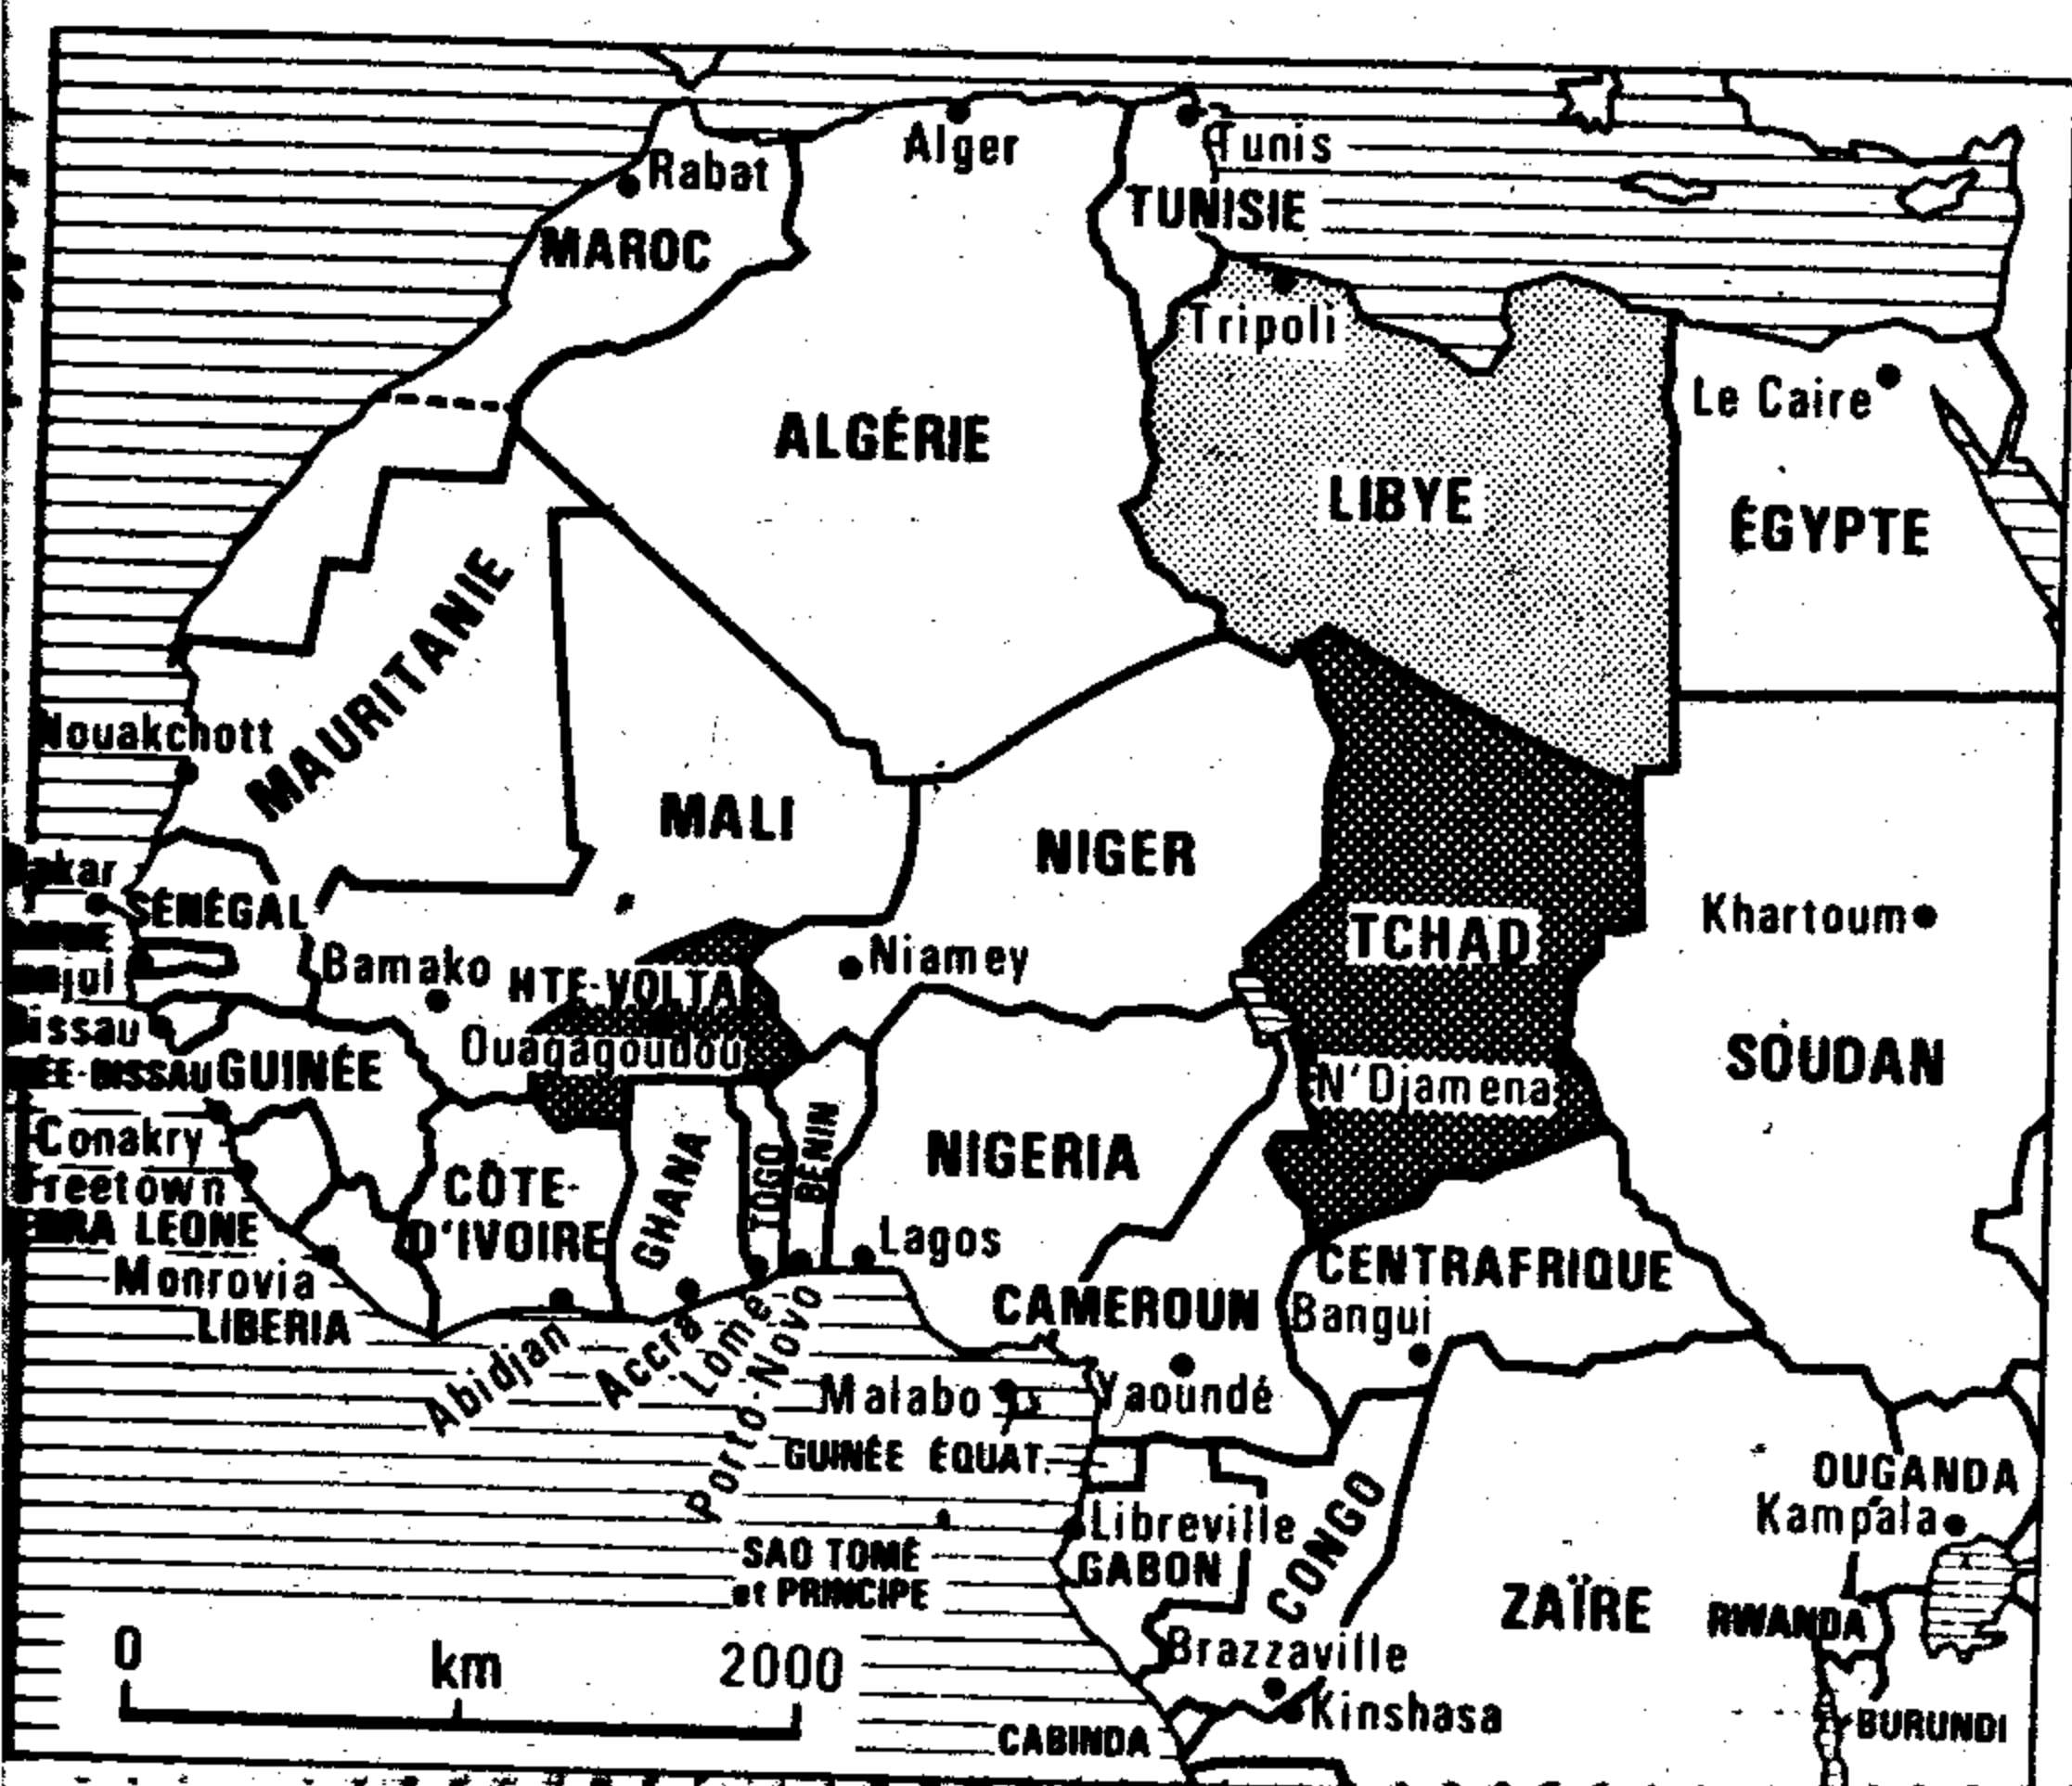 Alger
Tunis
Rabat
TUNISIE
MAROC
Tripoli
Le Caire
ALGÉRIE
LIBYE
ÉGYPTE
MAURITANIE
Nouakchott
MALI
NIGER
SÉNÉGAL
TCHAD
Khartoum
Bamako
HTE-VOLTA
Niamey
Ouagagoudou
SOUDAN
GUINÉE
N'Djamena
Conakry
Freetown
LEONE
CÔTE-
D'IVOIRE
GHANA
TOGO
BENIN
NIGERIA
Lagos
Monrovia
LIBERIA
CAMEROUN
CENTRAFRIQUE
Bangui
Abidjan
Accra
Lomé
Porto-Novo
Malabo
Yaoundé
GUINÉE ÉQUAT.
OUGANDA
Kampala
Libreville
GABON
CONGO
SAO TOMÉ
et PRINCIPE
ZAÏRE
RWANDA
Brazzaville
Kinshasa
CABINDA
BURUNDI
0 km 2000